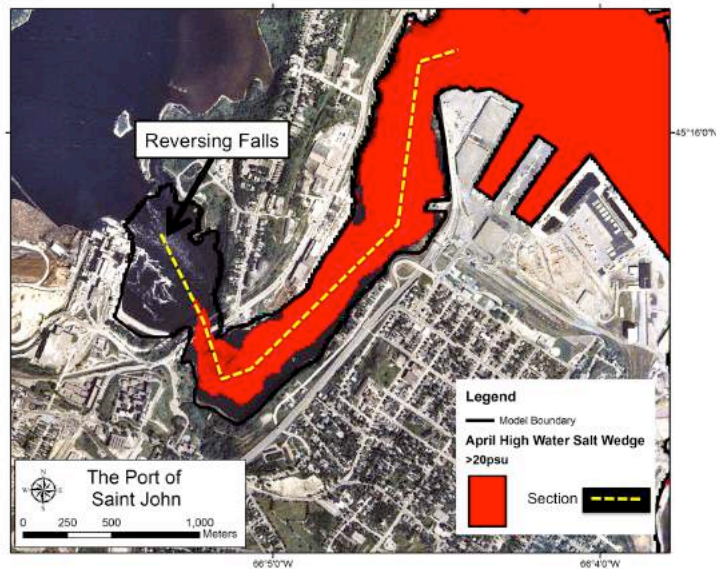 Reversing Falls
45°16'0"N
Legend
Model Boundary
April High Water Salt Wedge
>20psu
Section
The Port of
Saint John
N
W E
S
0 250 500 1,000
Meters
66°5'0"W
66°4'0"W